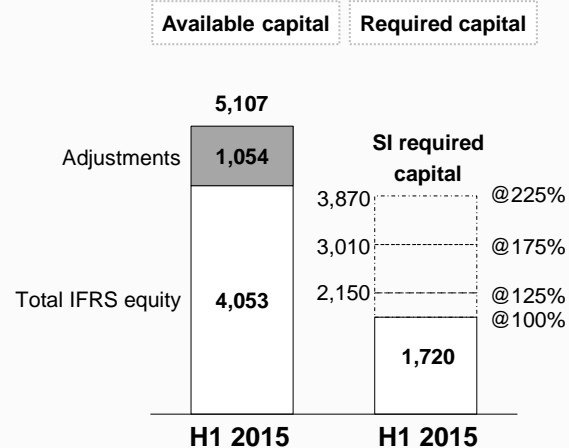 Available capital
Required capital
5,107
Adjustments
1,054
SI required
capital
3,870
@225%
3,010
@175%
Total IFRS equity
4,053
2,150
@125%
@100%
1,720
H1 2015
H1 2015